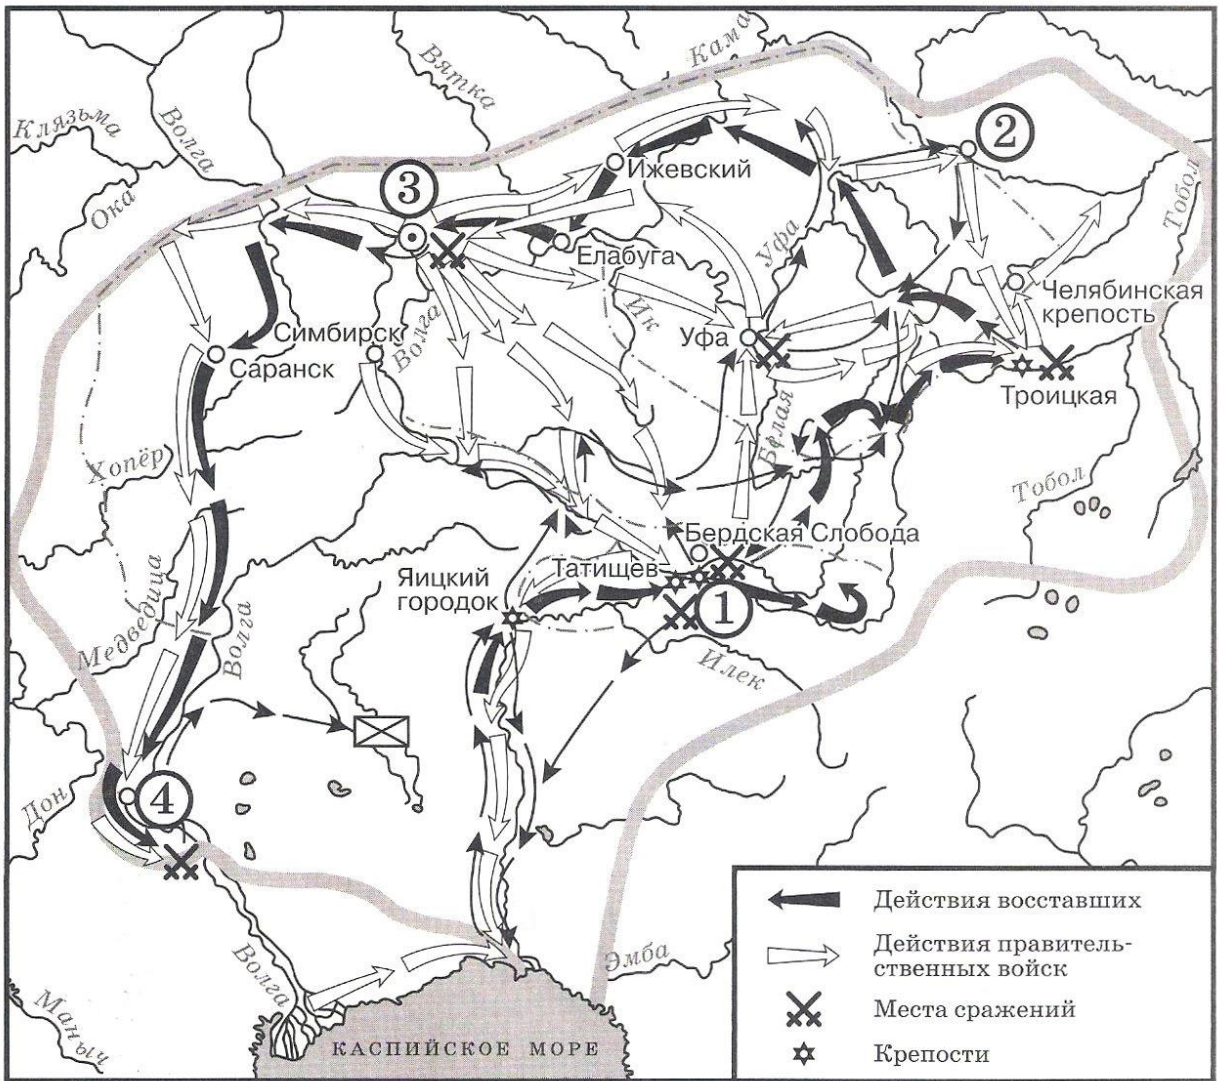 Кама
Вятка
Клязьма
Волга
2
Тобол
Ижевский
3
Ока
Уфа
Елабуга
Челябинская
крепость
Ик
Симбирск
Волга
Уфа
Саранск
Троицкая
Белая
Хопёр
Тобол
Бердская Слобода
Татищев
Яицкий
городок
1
Медведица
Волга
Илек
Дон
4
Действия восставших
Действия правитель-
ственных войск
Волга
Эмба
Места сражений
Маныч
КАСПИЙСКОЕ МОРЕ
Крепости